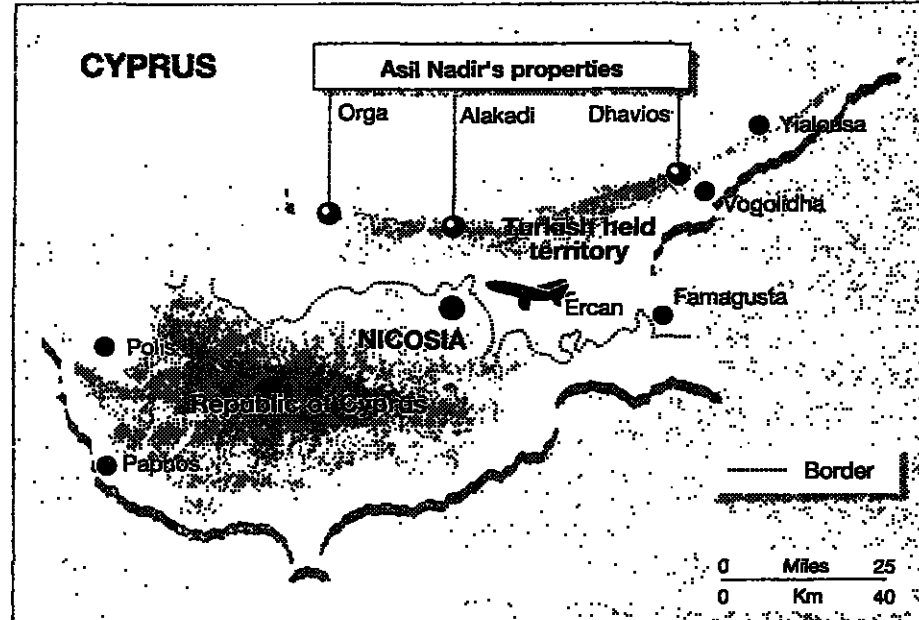 CYPRUS
Asil Nadir's properties
Orga
Alakadi
Dhavios
Yialousa
Vogolidha
Turkish held
territory
Ercan
Famagusta
NICOSIA
Polis
Republic of Cyprus
Paphos
Border
0 Miles 25
0 Km 40